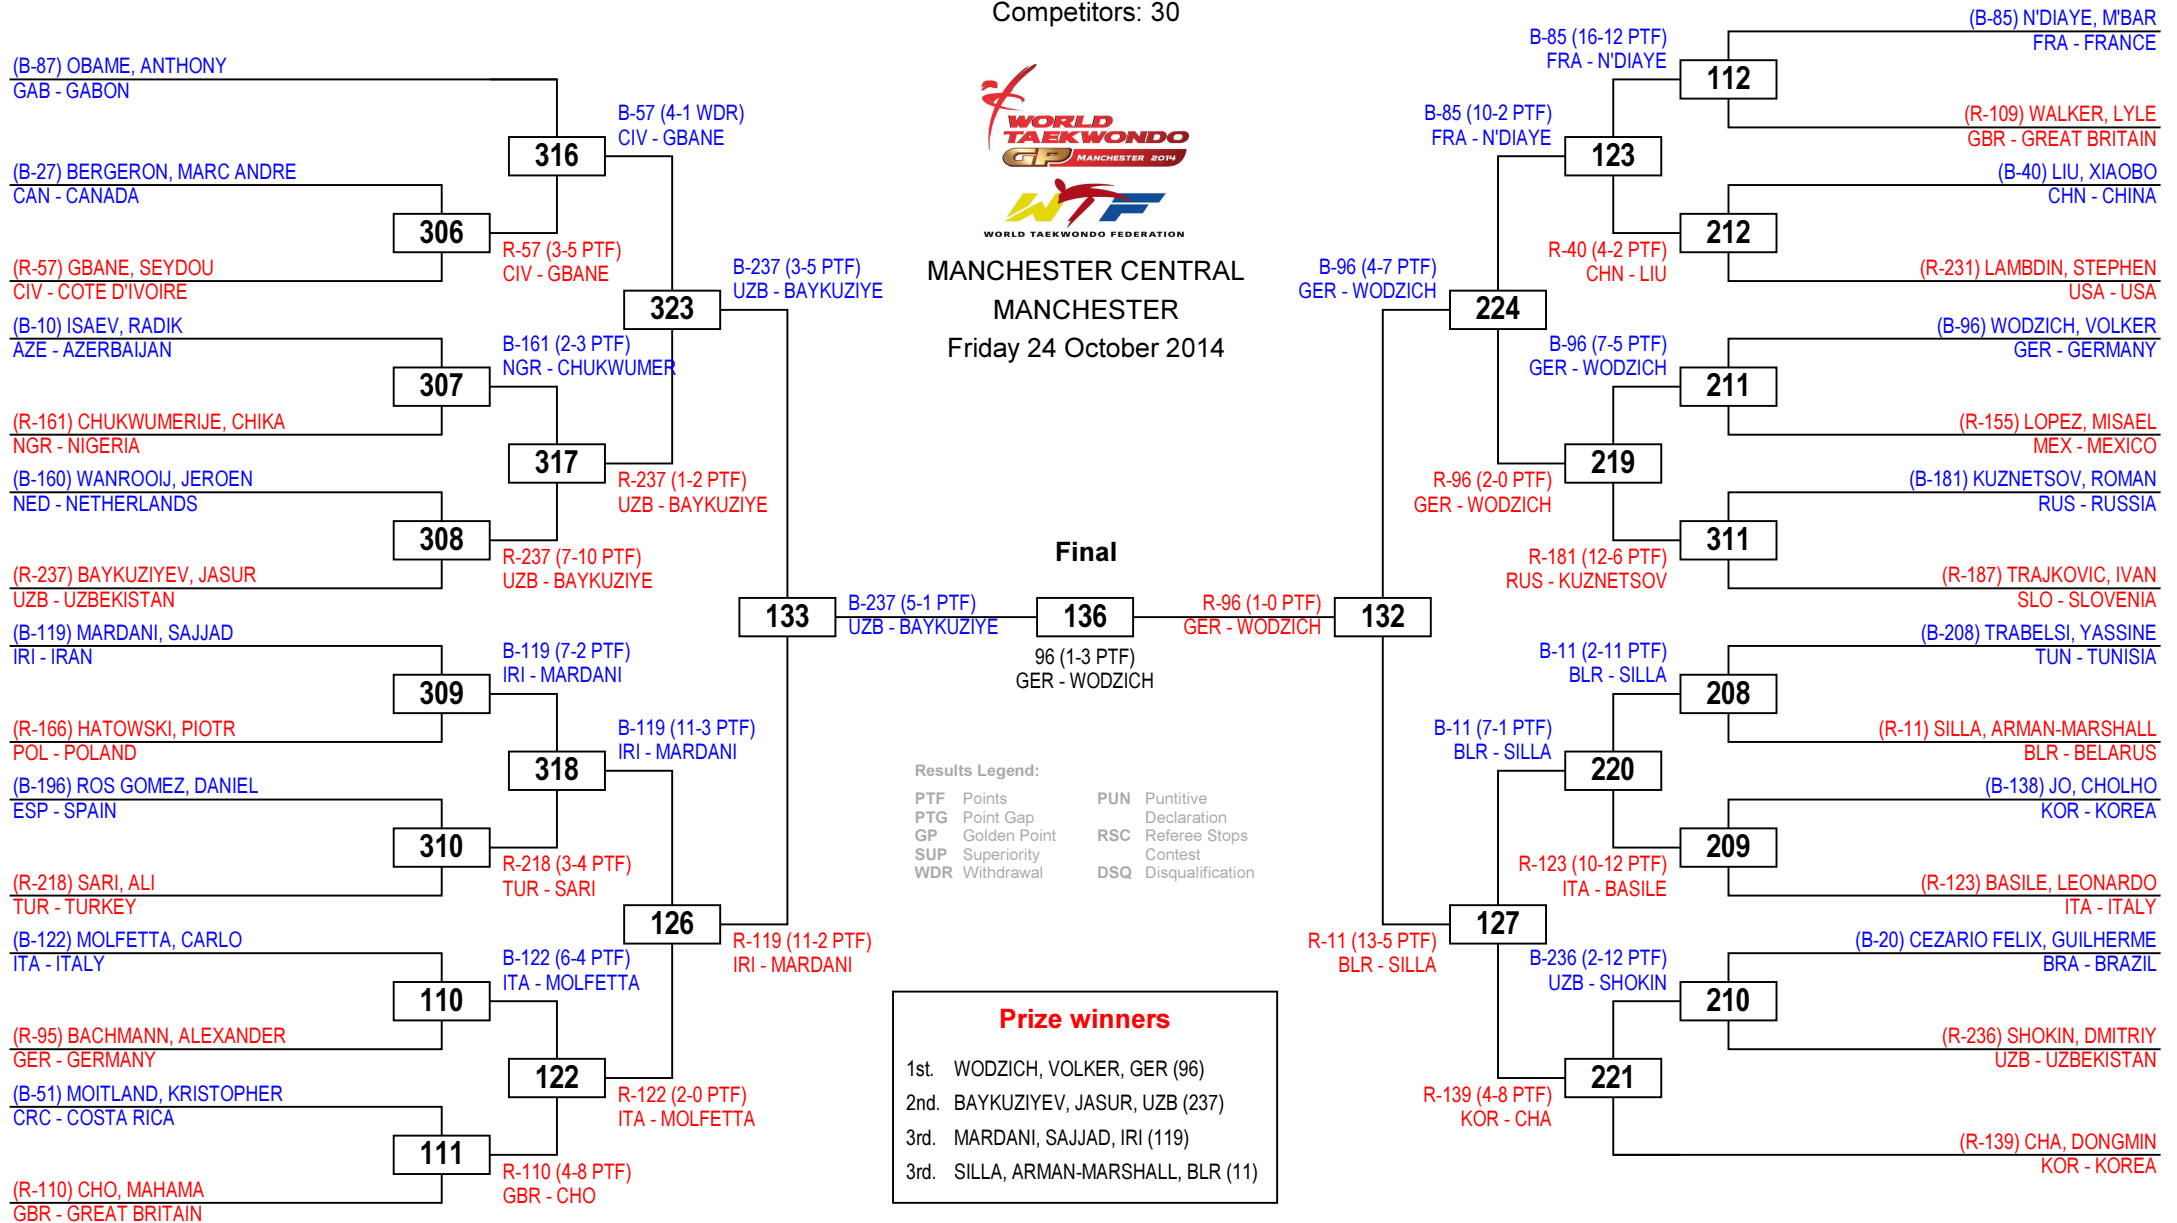 Competitors: 30
WORLD
TAEKWONDO
GP MANCHESTER 2014
WTF
WORLD TAEKWONDO FEDERATION
MANCHESTER CENTRAL
MANCHESTER
Friday 24 October 2014
(B-87) OBAME, ANTHONY
GAB - GABON
(B-27) BERGERON, MARC ANDRE
CAN - CANADA
(R-57) GBANE, SEYDOU
CIV - COTE D'IVOIRE
(B-10) ISAEV, RADIK
AZE - AZERBAIJAN
(R-161) CHUKWUMERIJE, CHIKA
NGR - NIGERIA
(B-160) WANROOIJ, JEROEN
NED - NETHERLANDS
(R-237) BAYKUZIYEV, JASUR
UZB - UZBEKISTAN
(B-119) MARDANI, SAJJAD
IRI - IRAN
(R-166) HATOWSKI, PIOTR
POL - POLAND
(B-196) ROS GOMEZ, DANIEL
ESP - SPAIN
(R-218) SARI, ALI
TUR - TURKEY
(B-122) MOLFETTA, CARLO
ITA - ITALY
(R-95) BACHMANN, ALEXANDER
GER - GERMANY
(B-51) MOITLAND, KRISTOPHER
CRC - COSTA RICA
(R-110) CHO, MAHAMA
GBR - GREAT BRITAIN
306
R-57 (3-5 PTF)
CIV - GBANE
307
B-161 (2-3 PTF)
NGR - CHUKWUMER
308
R-237 (7-10 PTF)
UZB - BAYKUZIYE
309
B-119 (7-2 PTF)
IRI - MARDANI
310
R-218 (3-4 PTF)
TUR - SARI
110
B-122 (6-4 PTF)
ITA - MOLFETTA
111
R-110 (4-8 PTF)
GBR - CHO
316
B-57 (4-1 WDR)
CIV - GBANE
317
R-237 (1-2 PTF)
UZB - BAYKUZIYE
318
B-119 (11-3 PTF)
IRI - MARDANI
122
R-122 (2-0 PTF)
ITA - MOLFETTA
323
B-237 (3-5 PTF)
UZB - BAYKUZIYE
126
R-119 (11-2 PTF)
IRI - MARDANI
133
B-237 (5-1 PTF)
UZB - BAYKUZIYE
Final
136
96 (1-3 PTF)
GER - WODZICH
R-96 (1-0 PTF)
GER - WODZICH
132
B-96 (4-7 PTF)
GER - WODZICH
224
R-11 (13-5 PTF)
BLR - SILLA
127
B-85 (10-2 PTF)
FRA - N'DIAYE
123
R-96 (2-0 PTF)
GER - WODZICH
219
B-11 (7-1 PTF)
BLR - SILLA
220
R-139 (4-8 PTF)
KOR - CHA
221
B-85 (16-12 PTF)
FRA - N'DIAYE
112
R-40 (4-2 PTF)
CHN - LIU
212
B-96 (7-5 PTF)
GER - WODZICH
211
R-181 (12-6 PTF)
RUS - KUZNETSOV
311
B-11 (2-11 PTF)
BLR - SILLA
208
R-123 (10-12 PTF)
ITA - BASILE
209
B-236 (2-12 PTF)
UZB - SHOKIN
210
(B-85) N'DIAYE, M'BAR
FRA - FRANCE
(R-109) WALKER, LYLE
GBR - GREAT BRITAIN
(B-40) LIU, XIAOBO
CHN - CHINA
(R-231) LAMBDIN, STEPHEN
USA - USA
(B-96) WODZICH, VOLKER
GER - GERMANY
(R-155) LOPEZ, MISAEL
MEX - MEXICO
(B-181) KUZNETSOV, ROMAN
RUS - RUSSIA
(R-187) TRAJKOVIC, IVAN
SLO - SLOVENIA
(B-208) TRABELSI, YASSINE
TUN - TUNISIA
(R-11) SILLA, ARMAN-MARSHALL
BLR - BELARUS
(B-138) JO, CHOLHO
KOR - KOREA
(R-123) BASILE, LEONARDO
ITA - ITALY
(B-20) CEZARIO FELIX, GUILHERME
BRA - BRAZIL
(R-236) SHOKIN, DMITRIY
UZB - UZBEKISTAN
(R-139) CHA, DONGMIN
KOR - KOREA
Results Legend:
PTF Points PUN Puntitive
PTG Point Gap Declaration
GP Golden Point RSC Referee Stops
SUP Superiority Contest
WDR Withdrawal DSQ Disqualification
Prize winners
1st. WODZICH, VOLKER, GER (96)
2nd. BAYKUZIYEV, JASUR, UZB (237)
3rd. MARDANI, SAJJAD, IRI (119)
3rd. SILLA, ARMAN-MARSHALL, BLR (11)